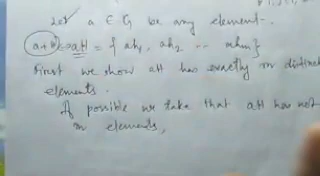 Let a ∈ G be any element.
a+H → aH = { ah₁, ah₂ .. ahₘ}
First we show aH has exactly m distinct
elements.
If possible we take that aH has not
m elements,